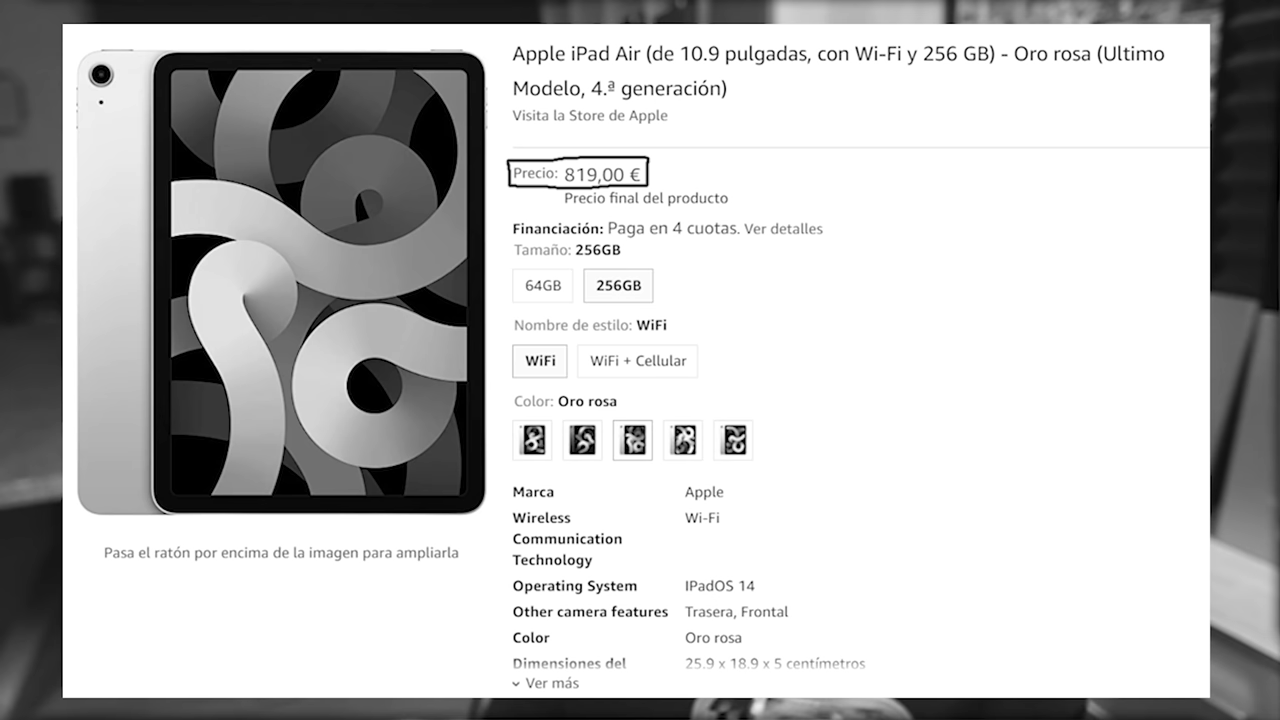 Apple iPad Air (de 10.9 pulgadas, con Wi-Fi y 256 GB) - Oro rosa (Ultimo
Modelo, 4.ª generación)
Visita la Store de Apple
Precio: 819,00 €
Precio final del producto
Financiación: Paga en 4 cuotas. Ver detalles
Tamaño: 256GB
64GB 256GB
Nombre de estilo: WiFi
WiFi WiFi + Cellular
Color: Oro rosa
Marca Apple
Wireless Wi-Fi
Communication
Technology
Operating System IPadOS 14
Other camera features Trasera, Frontal
Color Oro rosa
Dimensiones del 25.9 x 18.9 x 5 centímetros
Ver más
Pasa el ratón por encima de la imagen para ampliarla